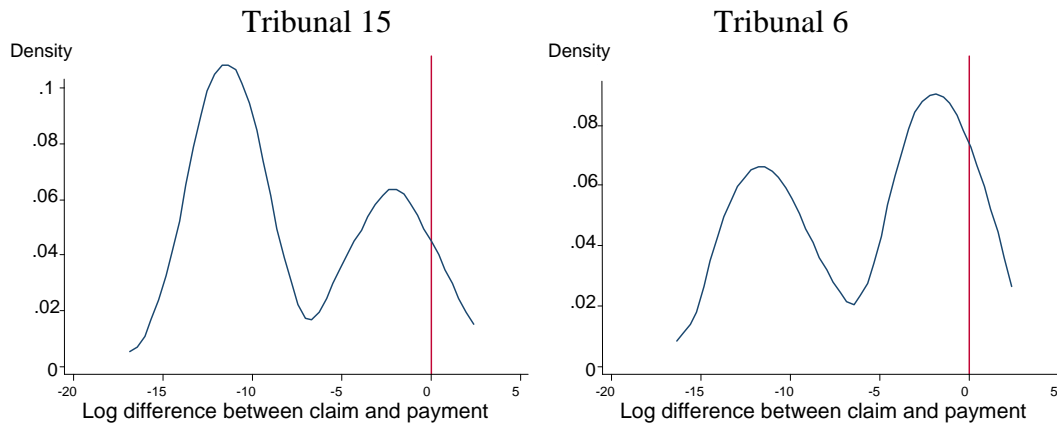 Tribunal 15
Density
.1
.08
.06
.04
.02
0
-20 -15 -10 -5 0 5
Log difference between claim and payment
Tribunal 6
Density
.08
.06
.04
.02
0
-20 -15 -10 -5 0 5
Log difference between claim and payment